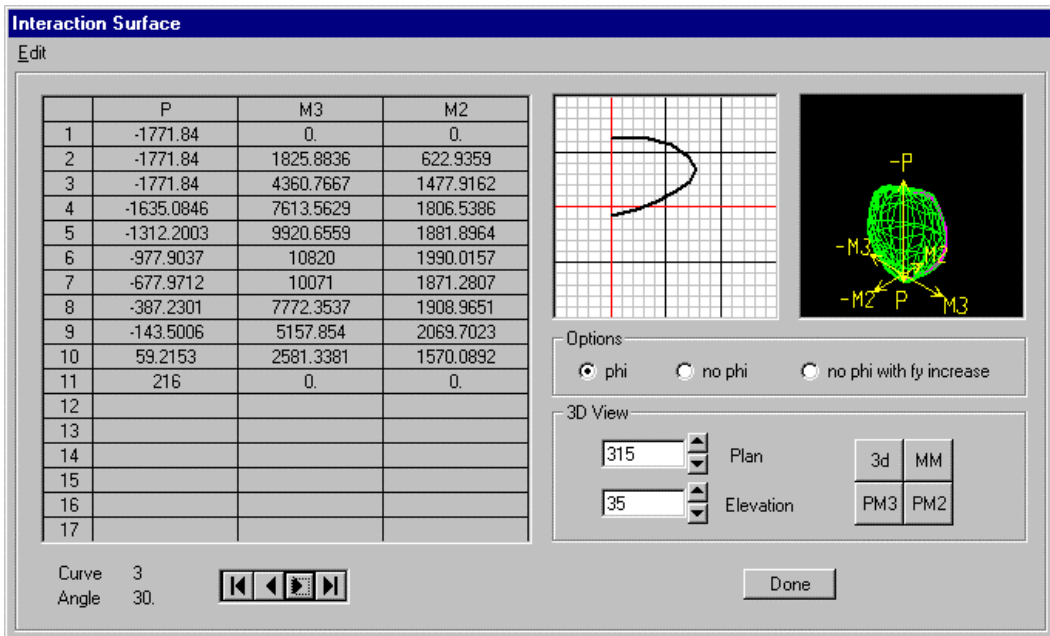 Interaction Surface
Edit
P M3 M2
1 -1771.84 0. 0.
2 -1771.84 1825.8836 622.9359
3 -1771.84 4360.7667 1477.9162
4 -1635.0846 7613.5629 1806.5386
5 -1312.2003 9920.6559 1881.8964
6 -977.9037 10820 1990.0157
7 -677.9712 10071 1871.2807
8 -387.2301 7772.3537 1908.9651
9 -143.5006 5157.854 2069.7023
10 59.2153 2581.3381 1570.0892
11 216 0. 0.
12
13
14
15
16
17
Curve 3
Angle 30.
-P
-M3 M2
-M2 P M3
Options
phi no phi no phi with fy increase
3D View
315 Plan
35 Elevation
3d MM
PM3 PM2
Done